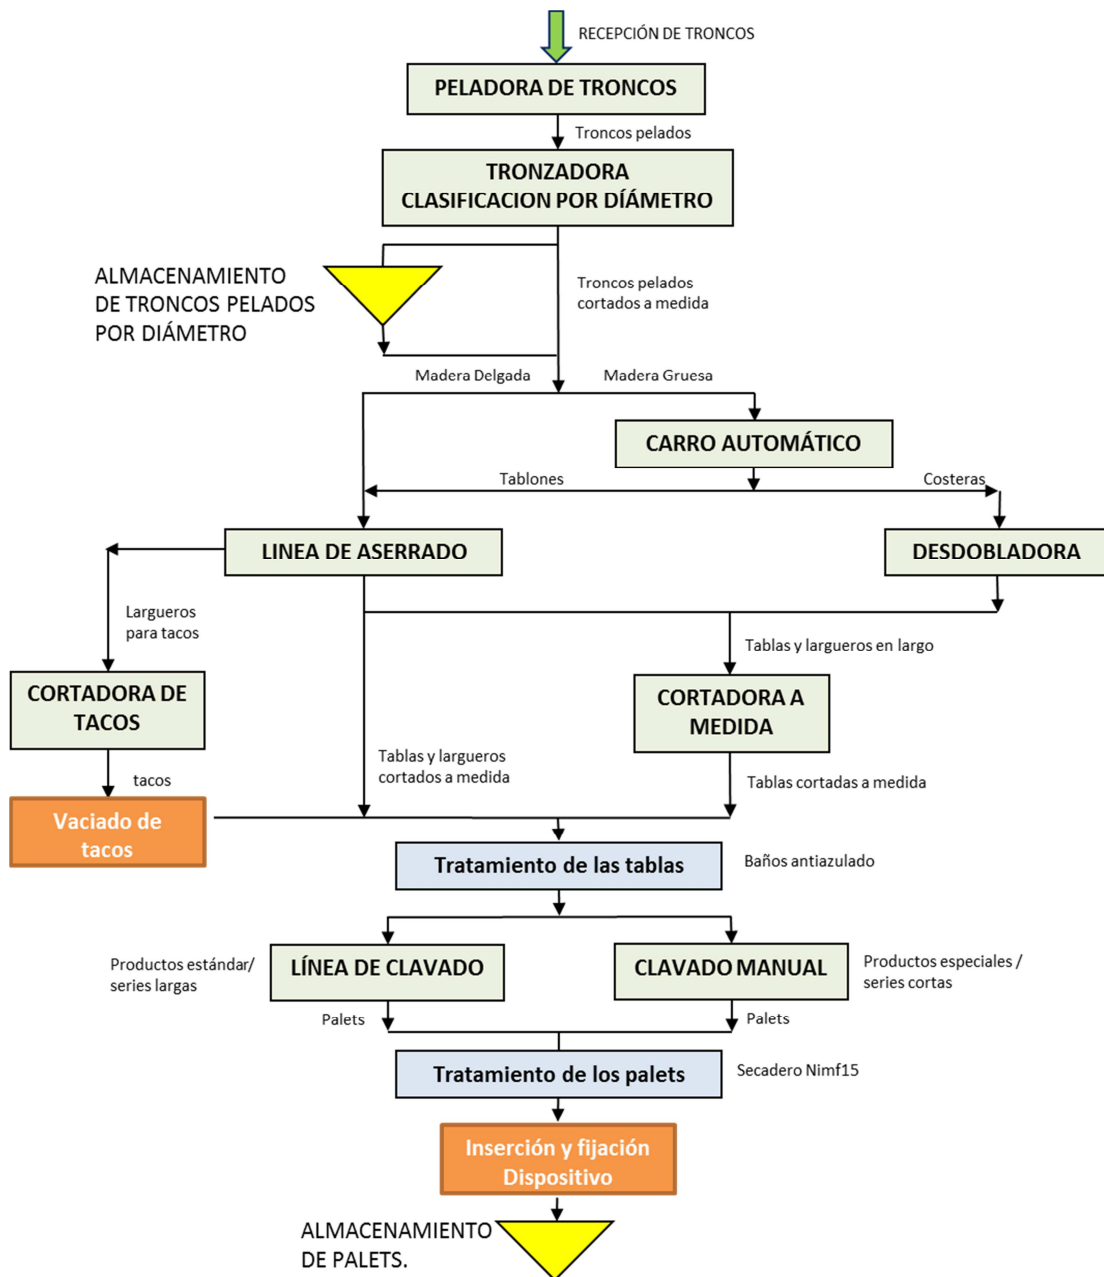 RECEPCIÓN DE TRONCOS
PELADORA DE TRONCOS
Troncos pelados
TRONZADORA
CLASIFICACION POR DÍÁMETRO
ALMACENAMIENTO
DE TRONCOS PELADOS
POR DIÁMETRO
Troncos pelados
cortados a medida
Madera Delgada
Madera Gruesa
CARRO AUTOMÁTICO
Tablones
Costeras
LINEA DE ASERRADO
DESDOBLADORA
Largueros
para tacos
Tablas y largueros en largo
CORTADORA DE
TACOS
CORTADORA A
MEDIDA
Tablas y largueros
cortados a medida
tacos
Tablas cortadas a medida
Vaciado de
tacos
Tratamiento de las tablas
Baños antiazulado
Productos estándar/
series largas
LÍNEA DE CLAVADO
CLAVADO MANUAL
Productos especiales /
series cortas
Palets
Palets
Tratamiento de los palets
Secadero Nimf15
Inserción y fijación
Dispositivo
ALMACENAMIENTO
DE PALETS.